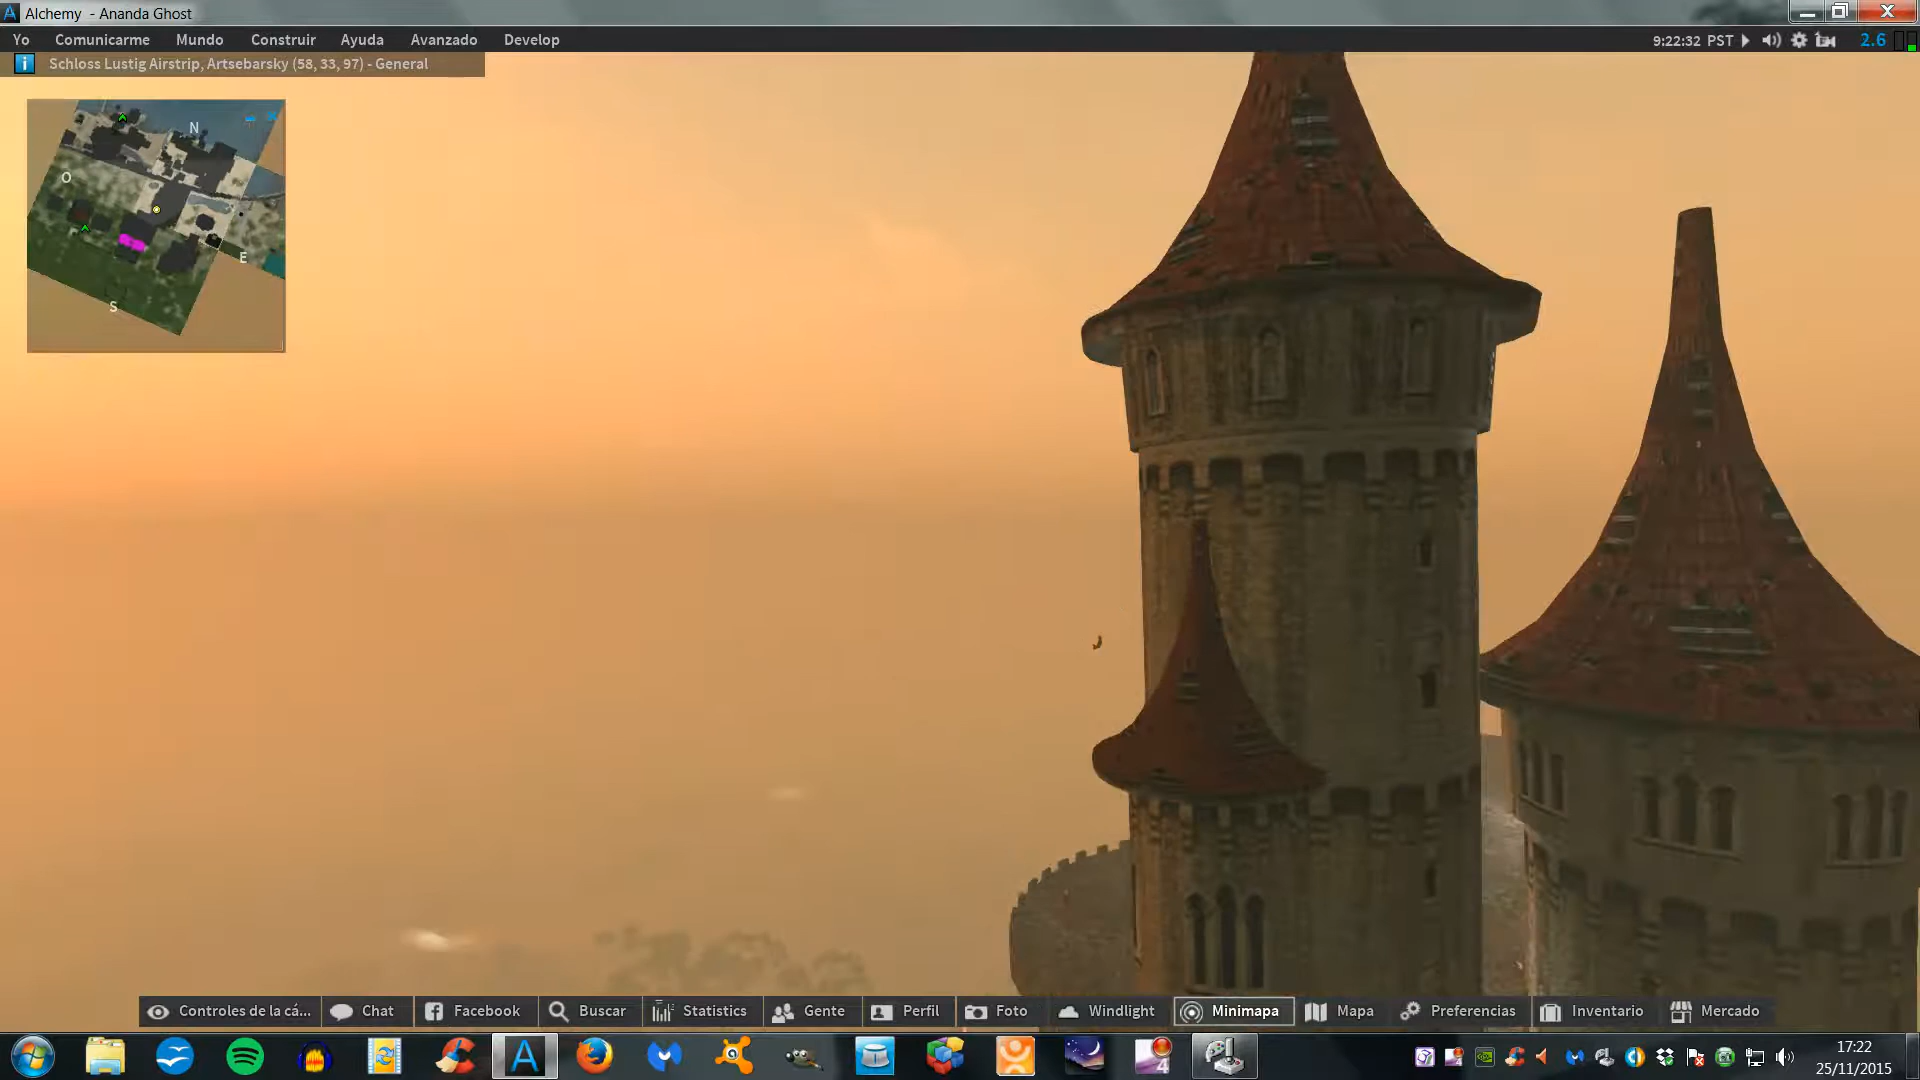 Alchemy - Ananda Ghost
Yo Comunicarme Mundo Construir Ayuda Avanzado Develop
9:22:32 PST 2.6
Schloss Lustig Airstrip, Artsebarsky (58, 33, 97) - General
N
O
E
S
Controles de la cá... Chat Facebook Buscar Statistics Gente Perfil Foto Windlight Minimapa Mapa Preferencias Inventario Mercado
4
17:22
25/11/2015